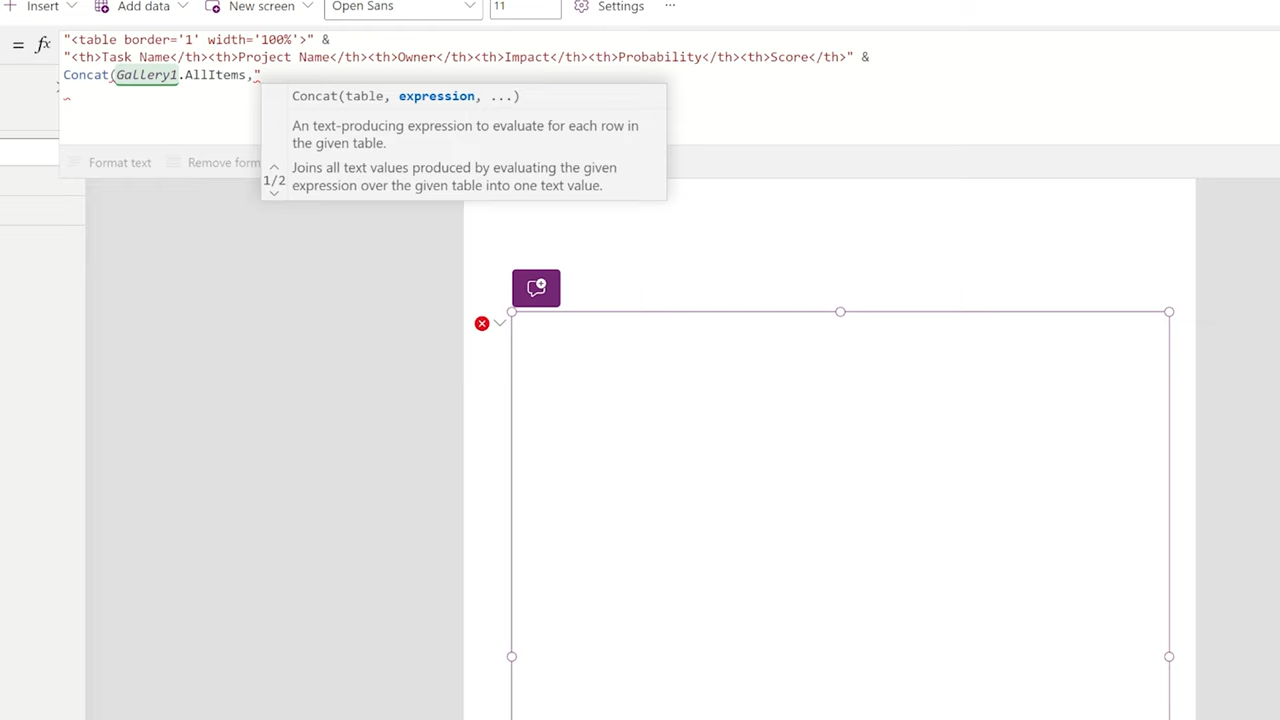 Insert Add data New screen Open Sans 11 Settings ...
= fx "<table border='1' width='100%'>" &
"<th>Task Name</th><th>Project Name</th><th>Owner</th><th>Impact</th><th>Probability</th><th>Score</th>" &
Concat(Gallery1.AllItems,"
Concat(table, expression, ...)
An text-producing expression to evaluate for each row in
the given table.
Joins all text values produced by evaluating the given
1/2 expression over the given table into one text value.
Format text Remove form